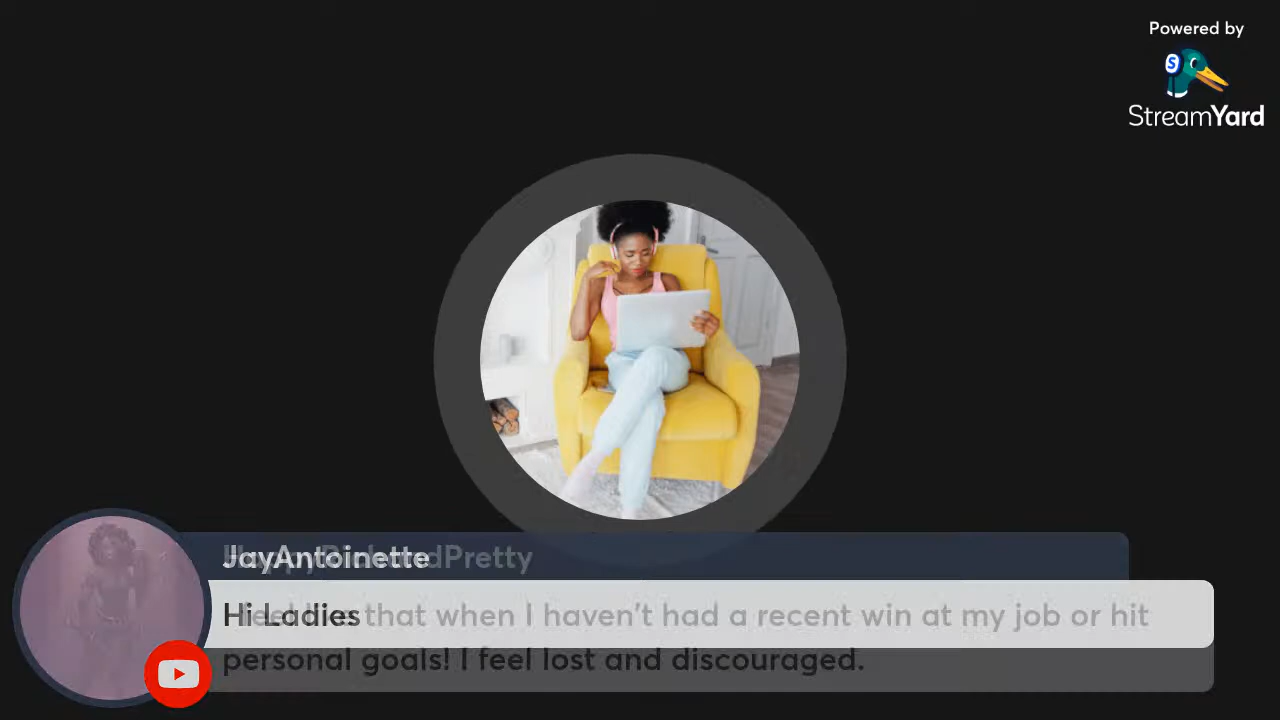 Powered by
S
StreamYard
JayAntoinette
Pretty
Hi Ladies
that when I haven't had a recent win at my job or hit
personal goals! I feel lost and discouraged.